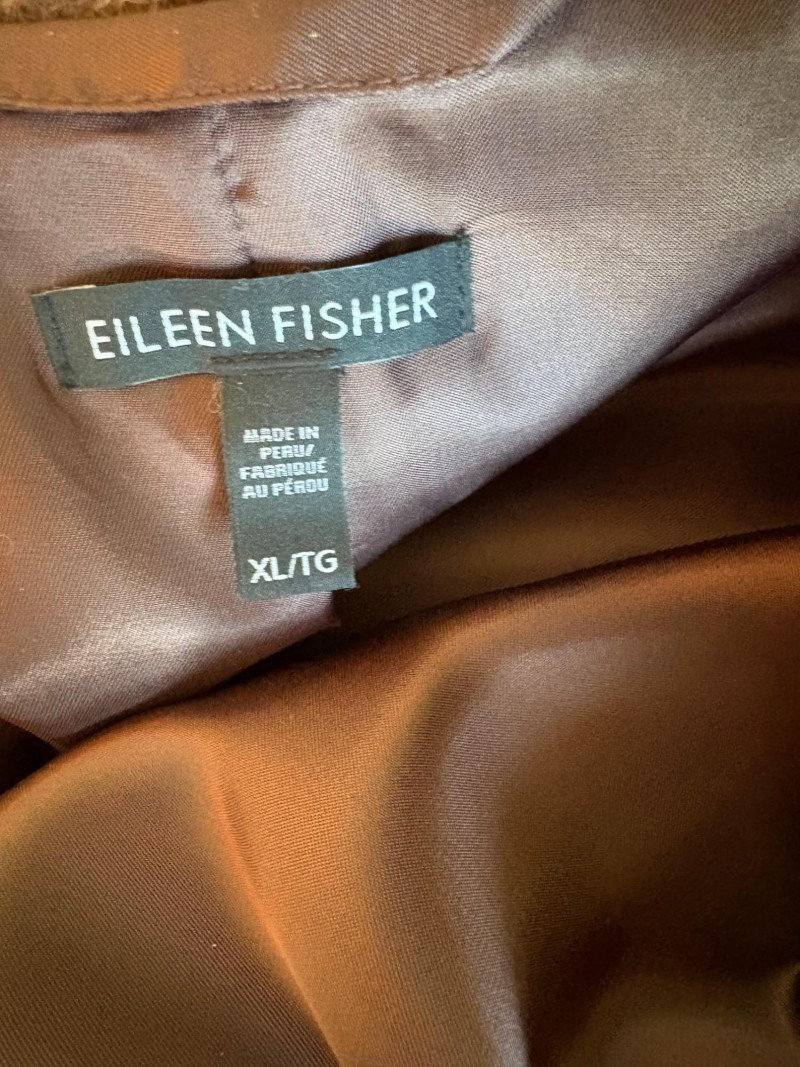 EILEEN FISHER
MADE IN
PERU/
FABRIQUÉ
AU PÉROU
XL/TG